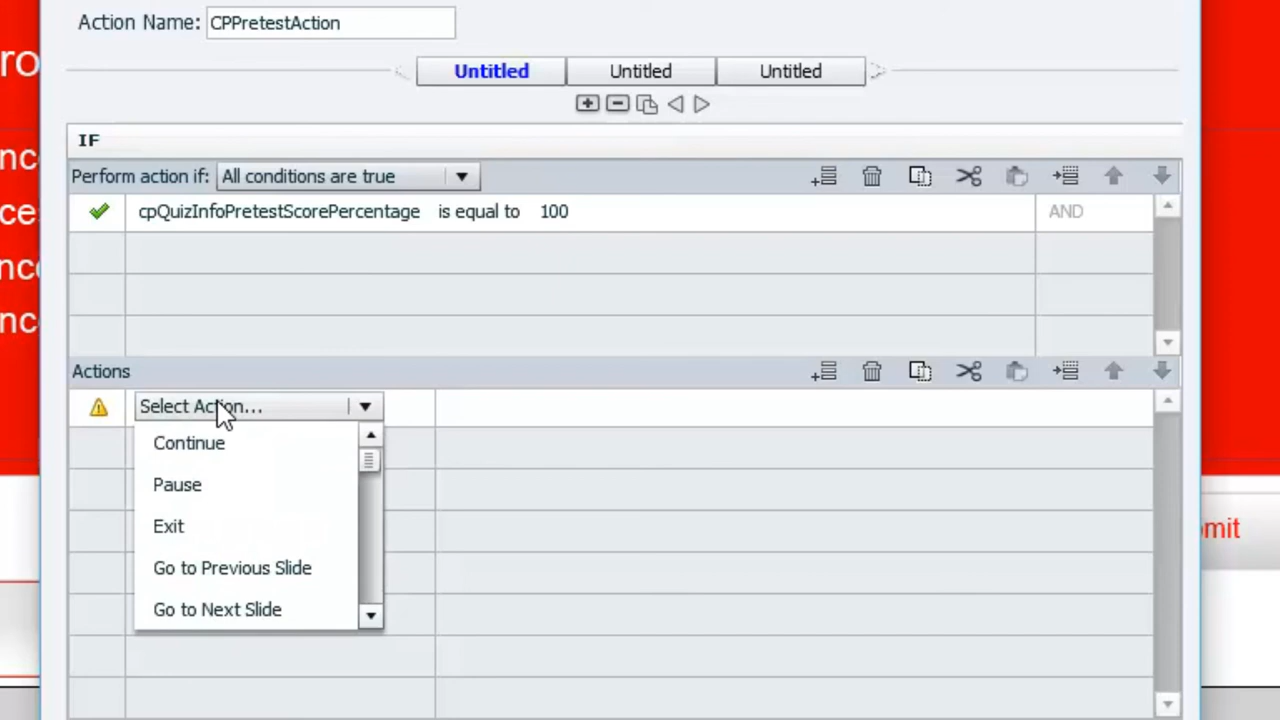 Action Name: CPPretestAction
Untitled Untitled Untitled
IF
Perform action if: All conditions are true
cpQuizInfoPretestScorePercentage is equal to 100 AND
Actions
Select Action...
Continue
Pause
Exit
Go to Previous Slide
Go to Next Slide